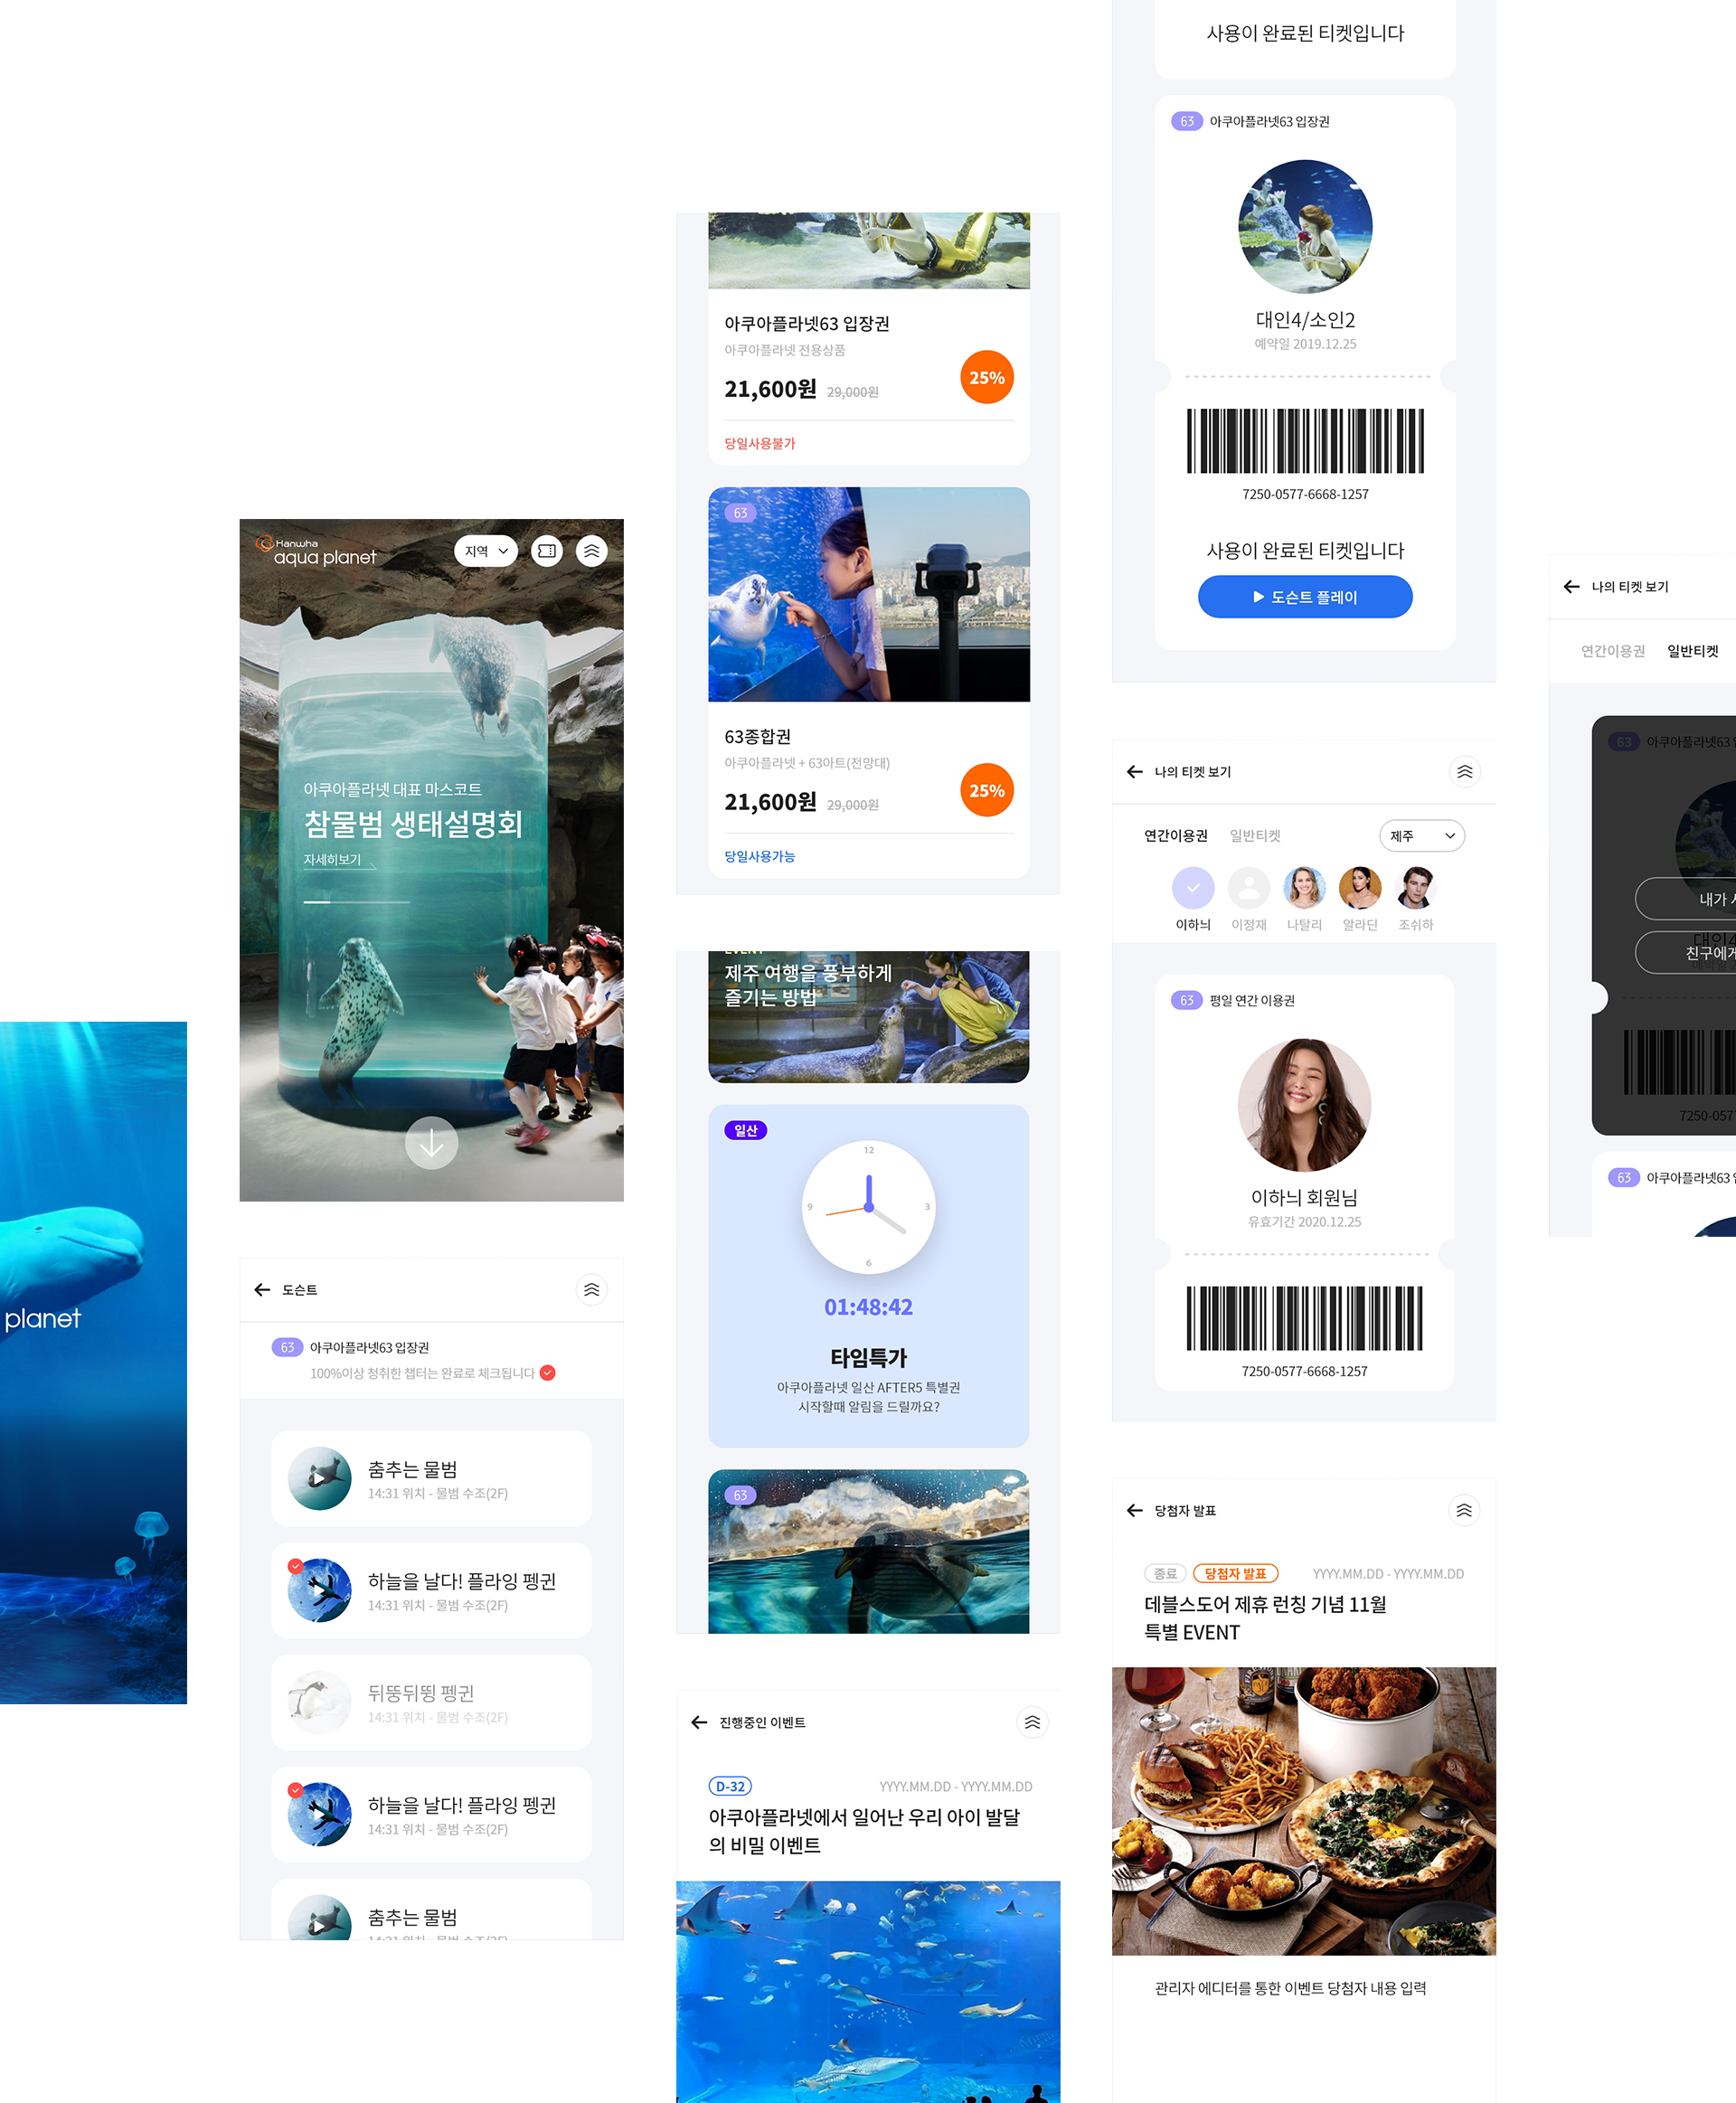 planet
Hanwha
aqua planet
지역
아쿠아플라넷 대표 마스코트
참물범 생태설명회
자세히보기
도슨트
63 아쿠아플라넷63 입장권
100%이상 청취한 챕터는 완료로 체크됩니다
춤추는 물범
14:31 위치 - 물범 수조(2F)
하늘을 날다! 플라잉 펭귄
14:31 위치 - 물범 수조(2F)
뒤뚱뒤뚱 펭귄
14:31 위치 - 물범 수조(2F)
하늘을 날다! 플라잉 펭귄
14:31 위치 - 물범 수조(2F)
춤추는 물범
14:31 위치 - 물범 수조(2F)
아쿠아플라넷63 입장권
아쿠아플라넷 전용상품
21,600원 29,000원
25%
당일사용불가
63
63종합권
아쿠아플라넷 + 63아트(전망대)
21,600원 29,000원
25%
당일사용가능
EVENT
제주 여행을 풍부하게
즐기는 방법
일산
12
9 3
6
01:48:42
타임특가
아쿠아플라넷 일산 AFTER5 특별권
시작할때 알림을 드릴까요?
63
진행중인 이벤트
D-32 YYYY.MM.DD - YYYY.MM.DD
아쿠아플라넷에서 일어난 우리 아이 발달
의 비밀 이벤트
사용이 완료된 티켓입니다
63 아쿠아플라넷63 입장권
대인4/소인2
예약일 2019.12.25
7250-0577-6668-1257
사용이 완료된 티켓입니다
도슨트 플레이
나의 티켓 보기
연간이용권 일반티켓 제주
이하늬 이정재 나탈리 알라딘 조쉬하
63 평일 연간 이용권
이하늬 회원님
유효기간 2020.12.25
7250-0577-6668-1257
당첨자 발표
종료 당첨자 발표 YYYY.MM.DD - YYYY.MM.DD
데블스도어 제휴 런칭 기념 11월
특별 EVENT
관리자 에디터를 통한 이벤트 당첨자 내용 입력
나의 티켓 보기
연간이용권 일반티켓
63 아쿠아플라넷63
내가
대인4
친구에게
7250-057
63 아쿠아플라넷63